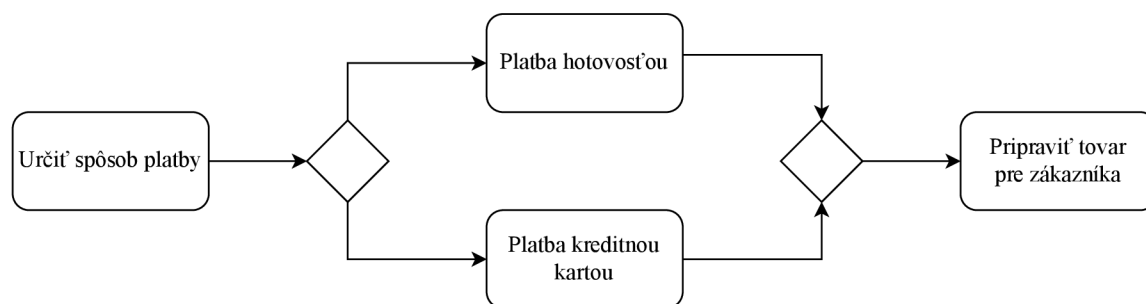 Určiť spôsob platby
Platba hotovosťou
Platba kreditnou
kartou
Pripraviť tovar
pre zákazníka